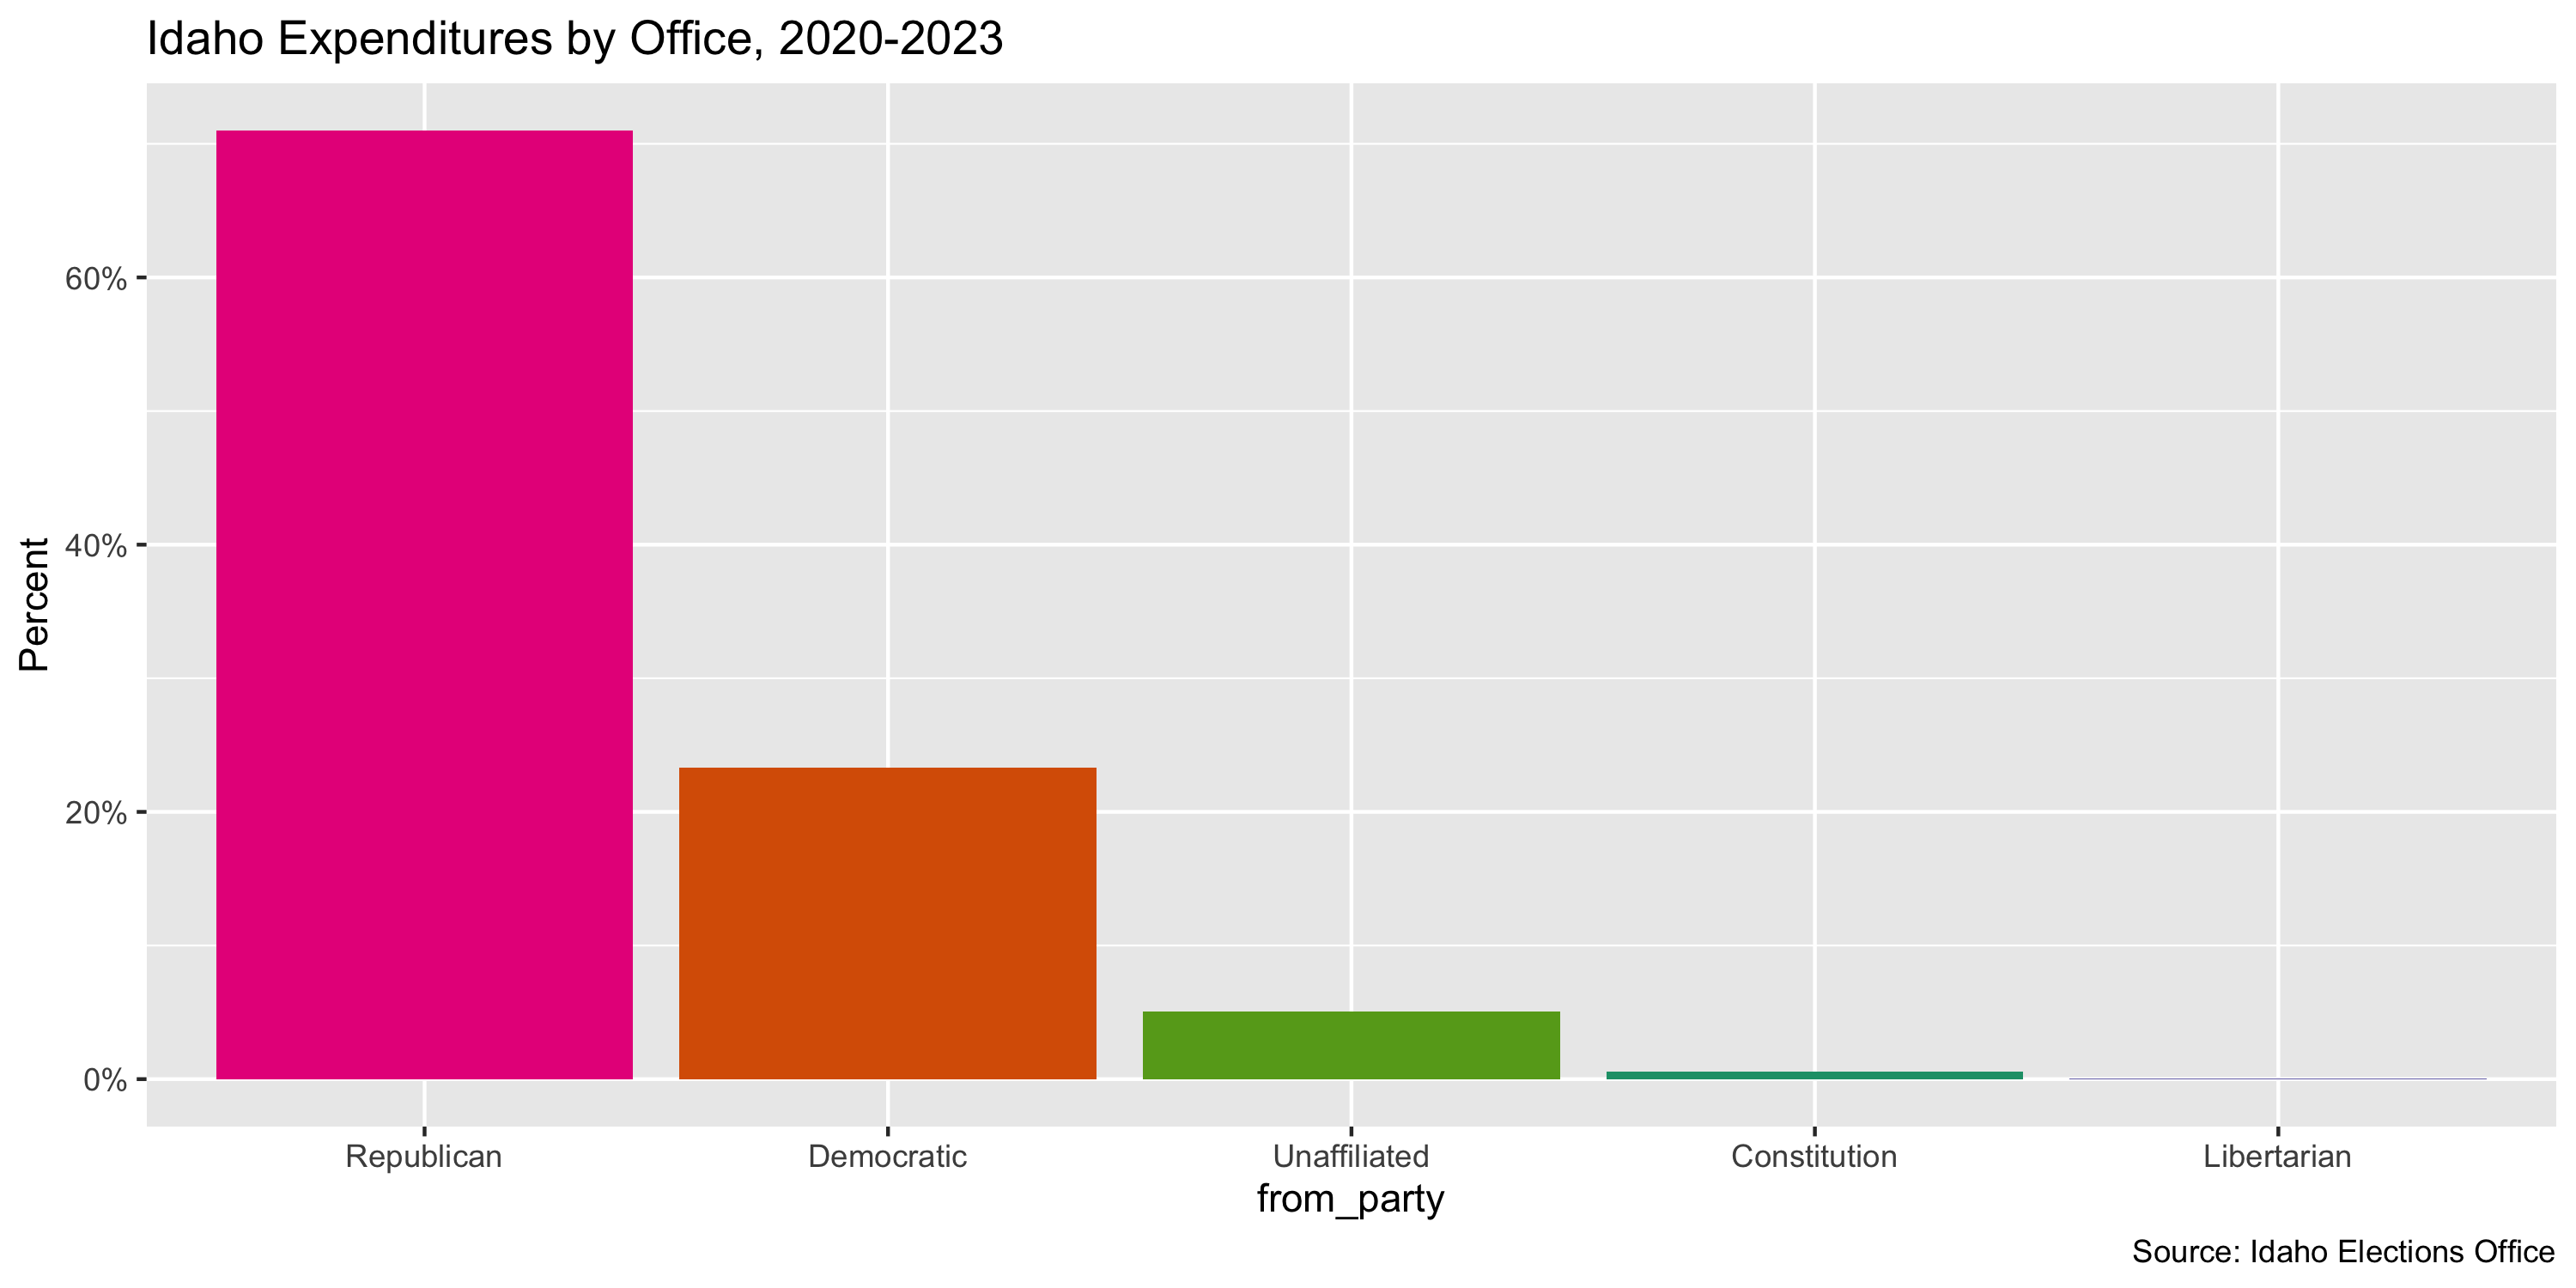 Idaho Expenditures by Office, 2020-2023
Percent
60%
40%
20%
0%
Republican Democratic Unaffiliated Constitution Libertarian
from_party
Source: Idaho Elections Office